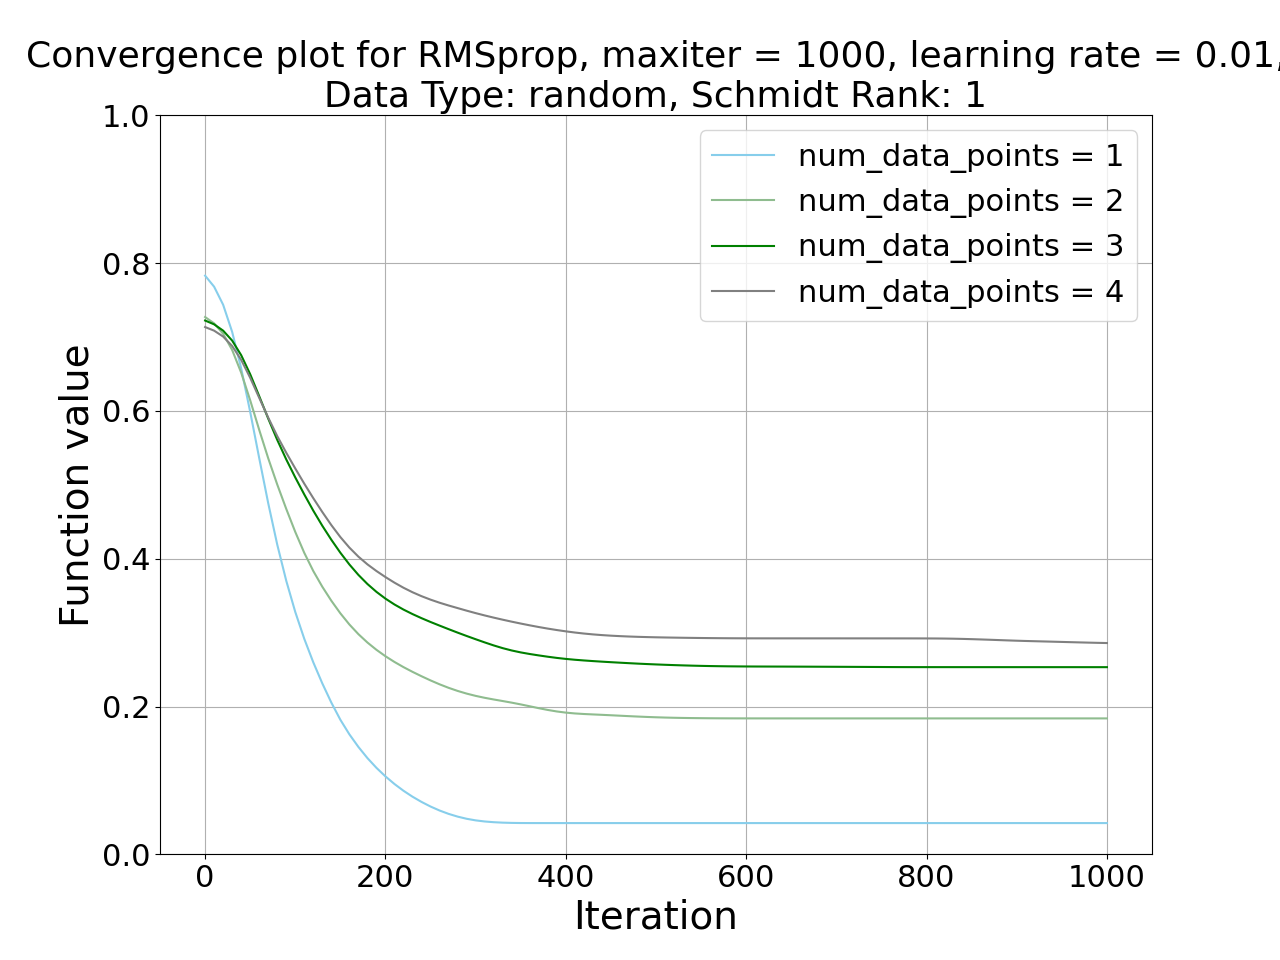 Convergence plot for RMSprop, maxiter = 1000, learning rate = 0.01,
Data Type: random, Schmidt Rank: 1
1.0
0.8
0.6
0.4
0.2
0.0
Function value
num_data_points = 1
num_data_points = 2
num_data_points = 3
num_data_points = 4
0 200 400 600 800 1000
Iteration